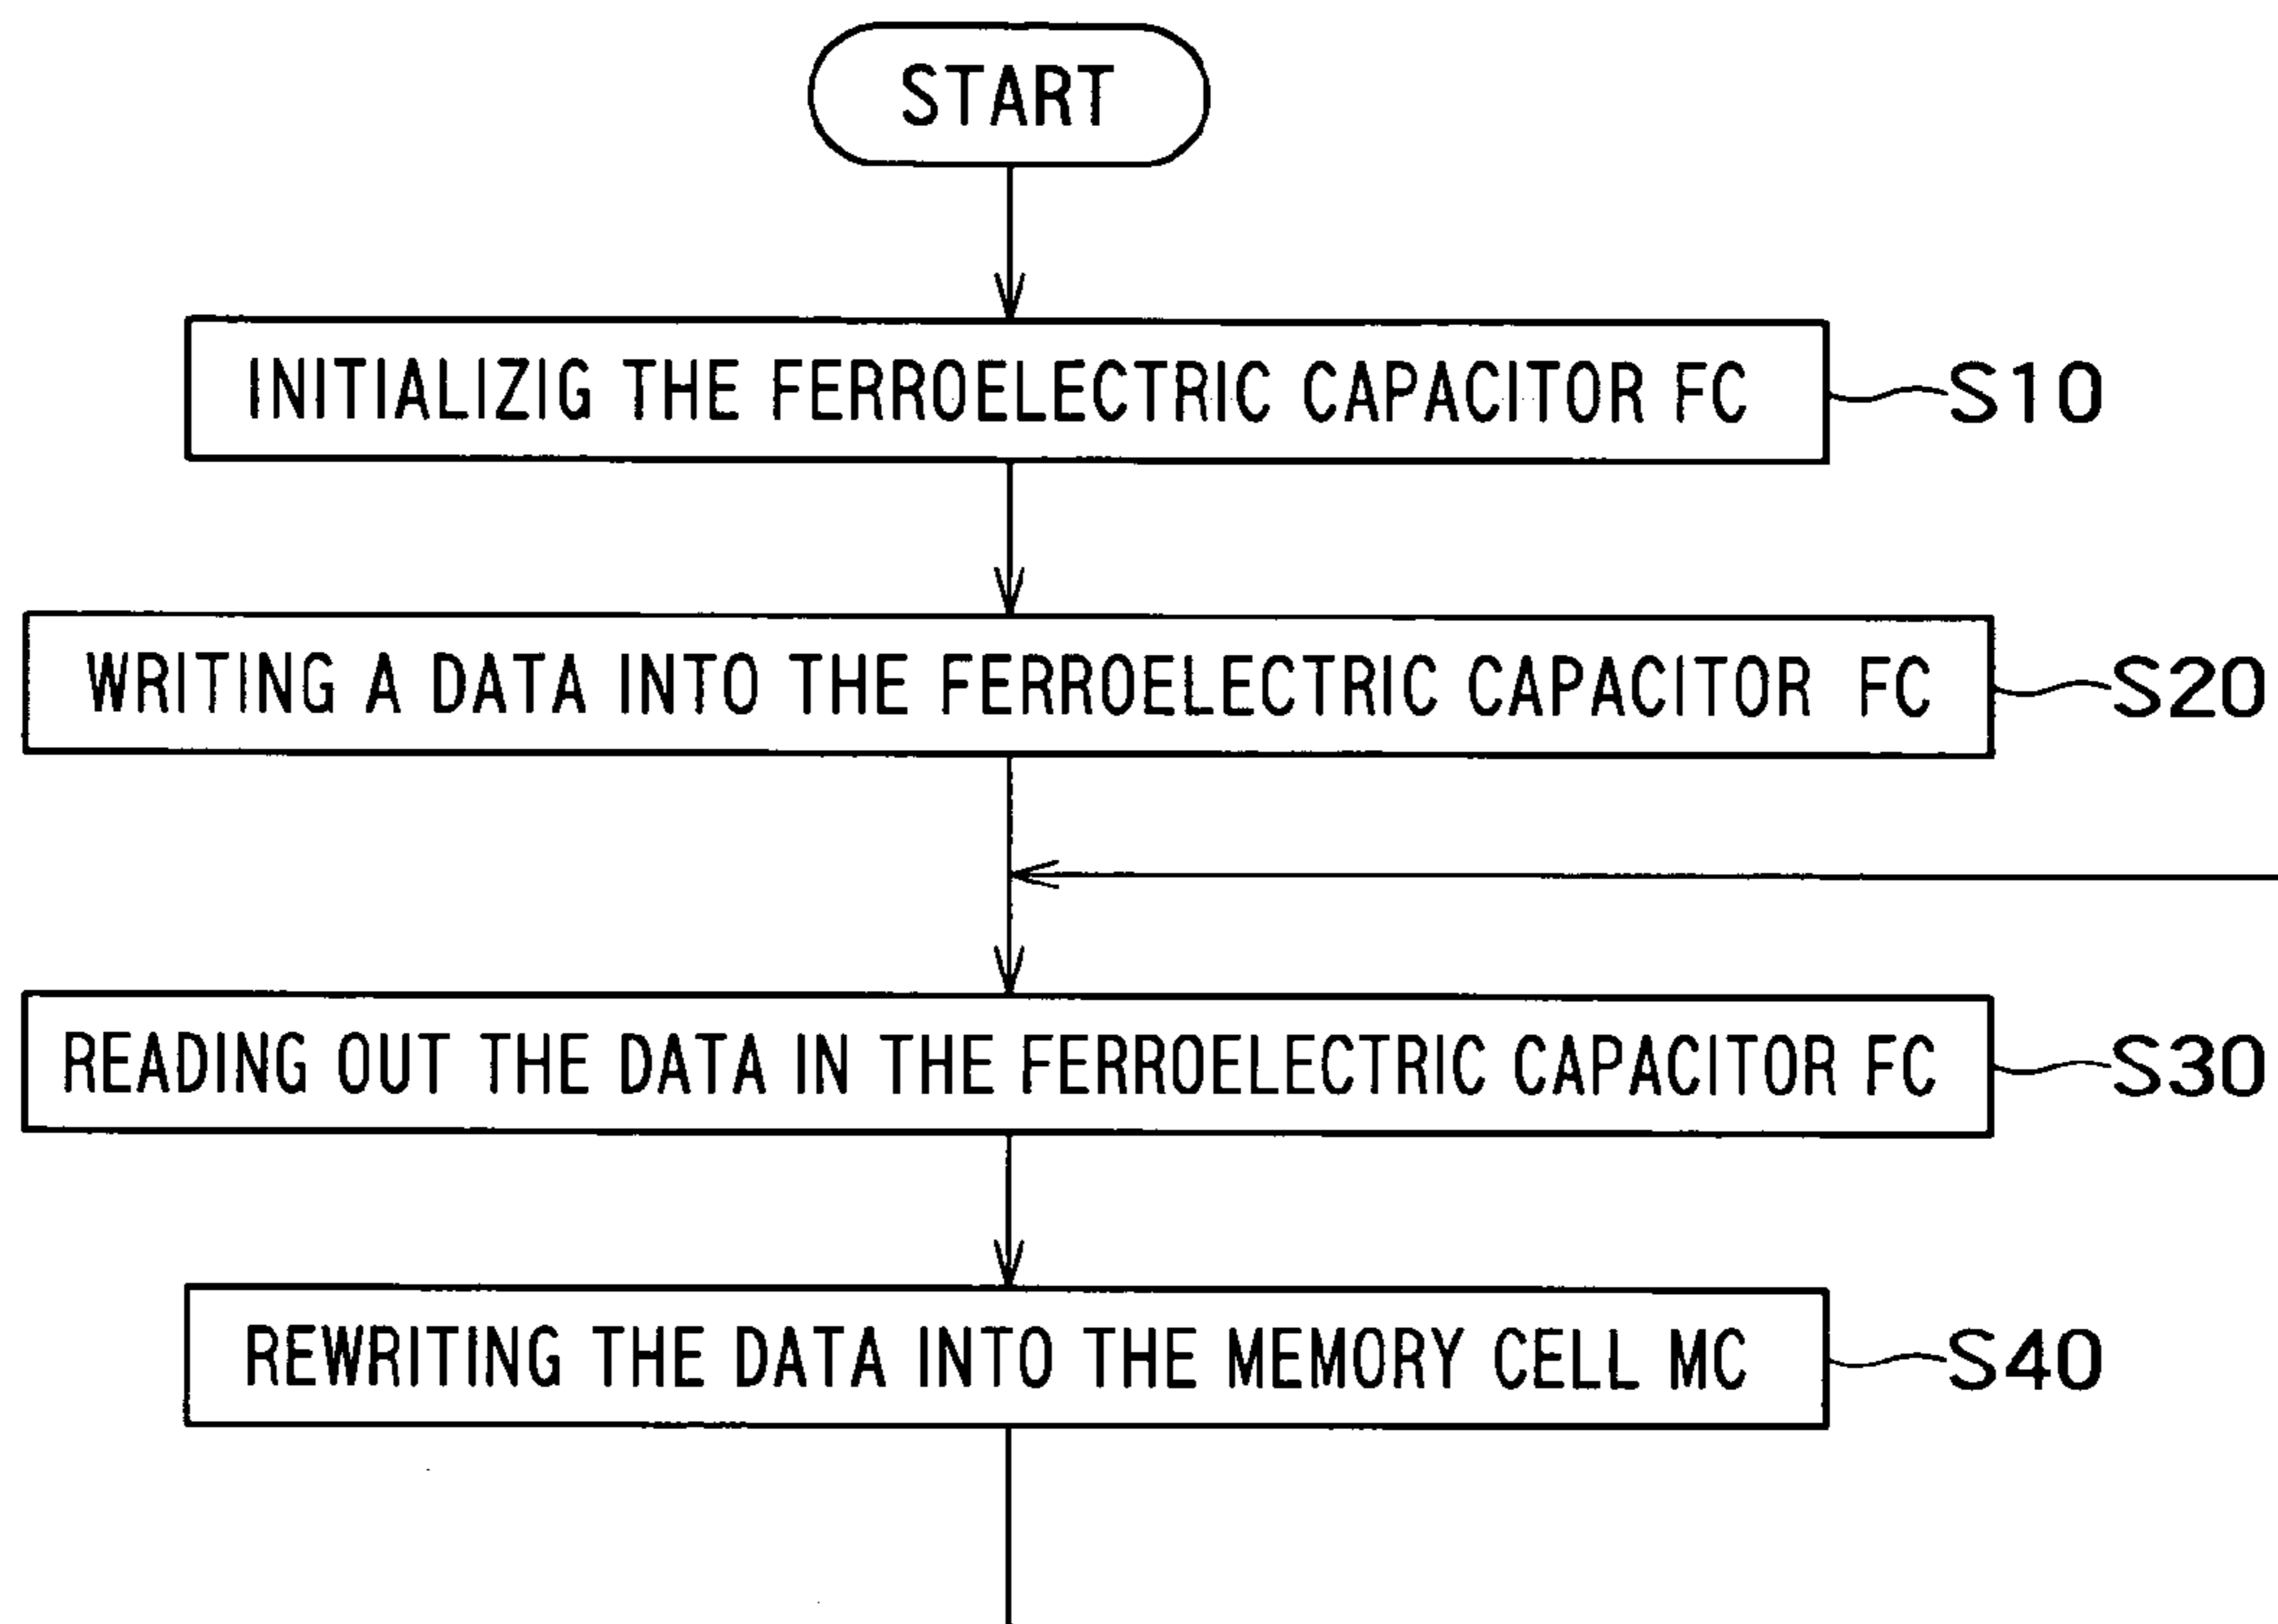 START
INITIALIZIG THE FERROELECTRIC CAPACITOR FC S10
WRITING A DATA INTO THE FERROELECTRIC CAPACITOR FC S20
READING OUT THE DATA IN THE FERROELECTRIC CAPACITOR FC S30
REWRITING THE DATA INTO THE MEMORY CELL MC S40